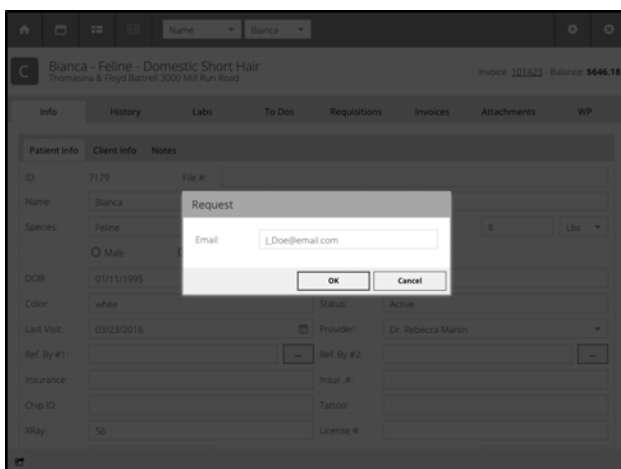 Name Bianca
C Bianca - Feline - Domestic Short Hair
Thomasina & Floyd Battrell 3000 Mill Run Road
Invoice: 101423 - Balance: $646.18
Info History Labs To Dos Requisitions Invoices Attachments WP
Patient Info Client Info Notes
ID: 7179 File #:
Name: Bianca
Request
Species: Feline 8 Lbs
Email: J_Doe@email.com
Male
OK Cancel
DOB: 01/11/1995
Color: white Status: Active
Last Visit: 03/23/2016 Provider: Dr. Rebecca Martin
Ref. By #1: ... Ref. By #2: ...
Insurance: Insur. #:
Chip ID: Tattoo:
XRay: 56 License #: